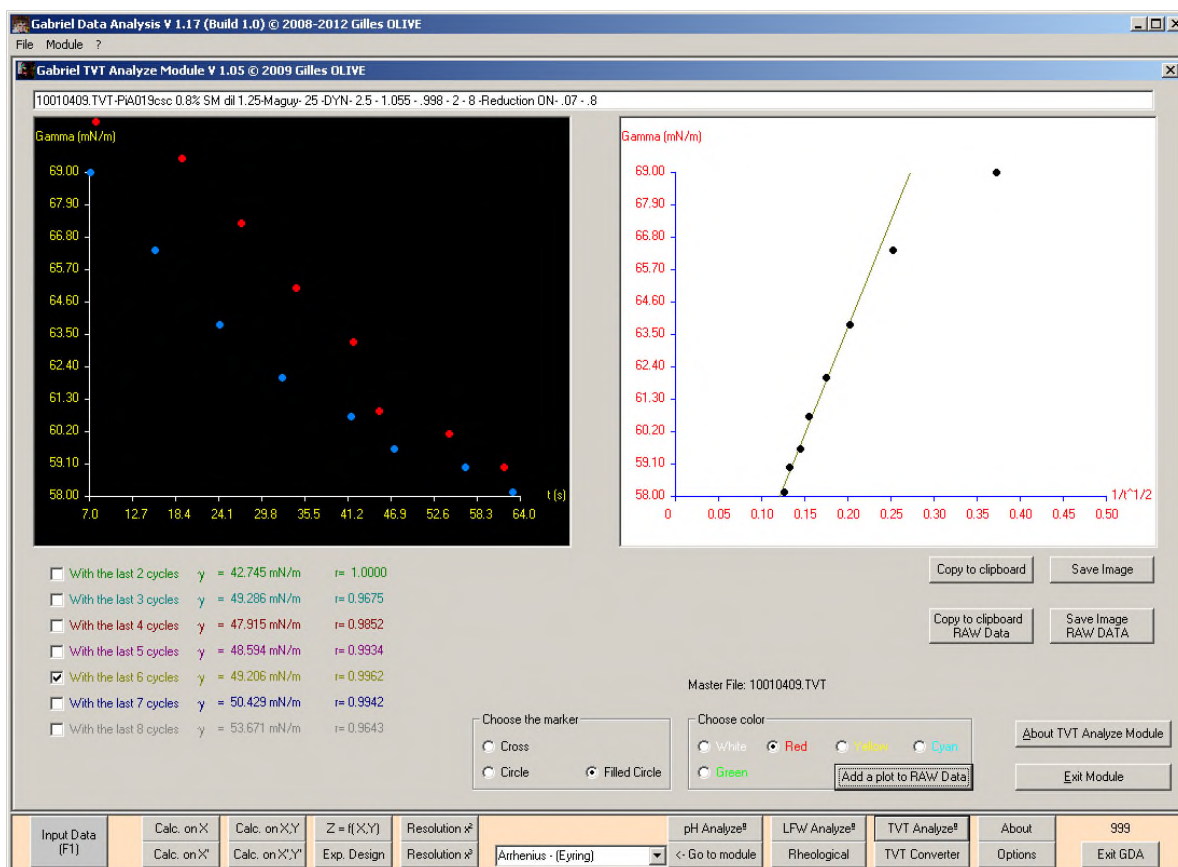 Gabriel Data Analysis V 1.17 (Build 1.0) © 2008-2012 Gilles OLIVE
File Module ?
Gabriel TVT Analyze Module V 1.05 © 2009 Gilles OLIVE
10010409.TVT-PiA019csc 0.8% SM dil 1.25-Maguy- 25 -DYN- 2.5 - 1.055 - .998 - 2 - 8 -Reduction ON- .07 - .8
Gamma (mN/m)
69.00
67.90
66.80
65.70
64.60
63.50
62.40
61.30
60.20
59.10
58.00
t (s)
7.0 12.7 18.4 24.1 29.8 35.5 41.2 46.9 52.6 58.3 64.0
Gamma (mN/m)
69.00
67.90
66.80
65.70
64.60
63.50
62.40
61.30
60.20
59.10
58.00
1/t^1/2
0 0.05 0.10 0.15 0.20 0.25 0.30 0.35 0.40 0.45 0.50
With the last 2 cycles γ = 42.745 mN/m r= 1.0000
With the last 3 cycles γ = 49.286 mN/m r= 0.9675
With the last 4 cycles γ = 47.915 mN/m r= 0.9852
With the last 5 cycles γ = 48.594 mN/m r= 0.9934
With the last 6 cycles γ = 49.206 mN/m r= 0.9962
With the last 7 cycles γ = 50.429 mN/m r= 0.9942
With the last 8 cycles γ = 53.671 mN/m r= 0.9643
Copy to clipboard
Save Image
Copy to clipboard
RAW Data
Save Image
RAW DATA
Master File: 10010409.TVT
Choose the marker
Cross
Circle
Filled Circle
Choose color
White
Red
Yellow
Cyan
Green
Add a plot to RAW Data
About TVT Analyze Module
Exit Module
Input Data
(F1)
Calc. on X
Calc. on X,Y
Z = f(X,Y)
Resolution x²
pH Analyze®
LFW Analyze®
TVT Analyze®
About
999
Calc. on X'
Calc. on X',Y'
Exp. Design
Resolution x³
Arrhenius - (Eyring)
<- Go to module
Rheological
TVT Converter
Options
Exit GDA